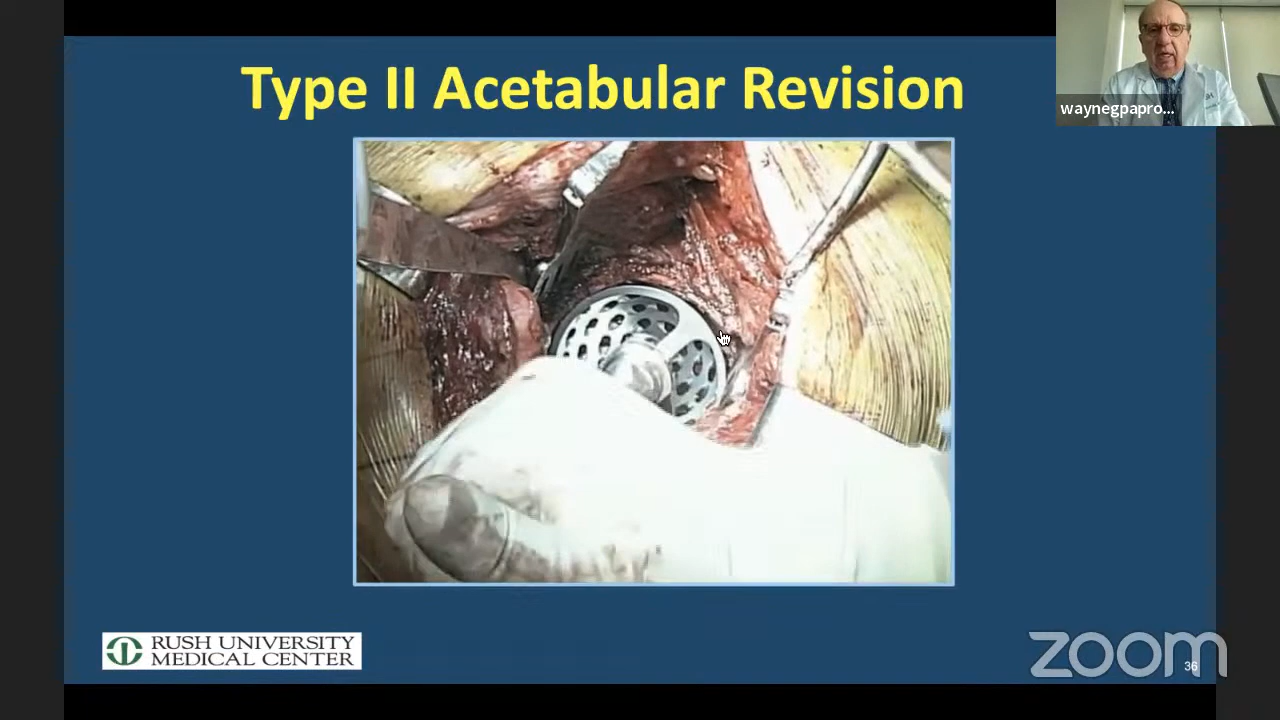 Type II Acetabular Revision
waynegpapro...
RUSH UNIVERSITY
MEDICAL CENTER
zoom
36